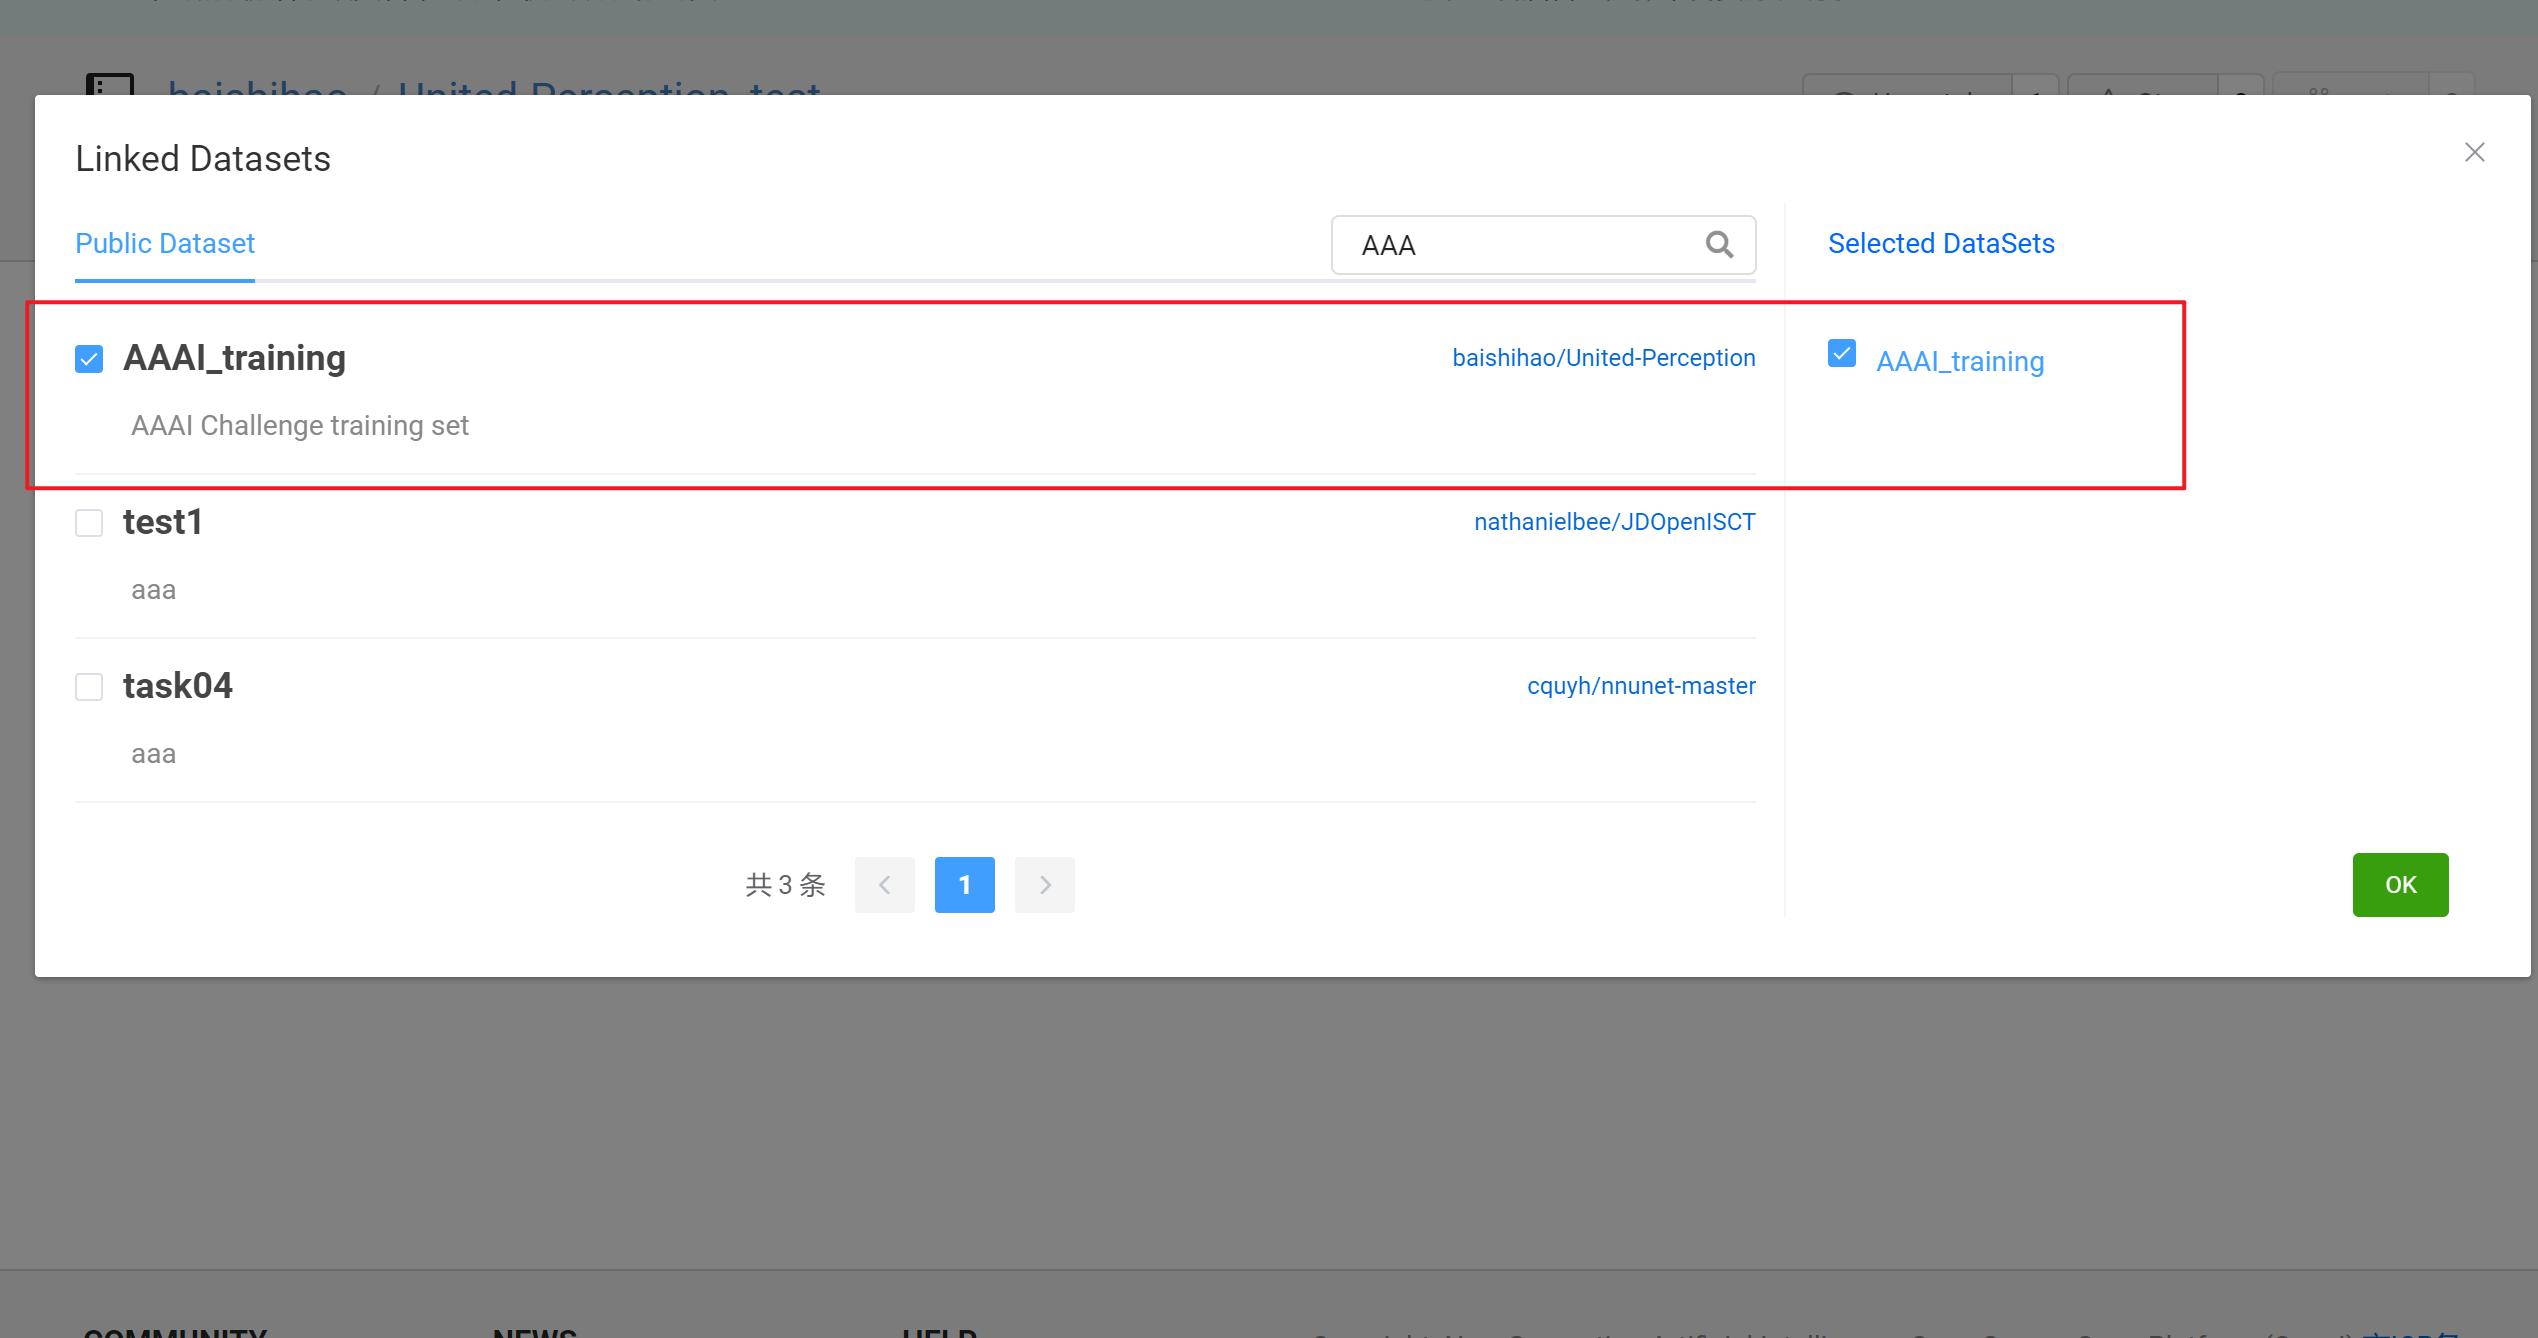 baishihao / United-Perception_test
Linked Datasets
Public Dataset
AAA
Selected DataSets
AAAI_training
baishihao/United-Perception
AAAI_training
AAAI Challenge training set
test1
nathanielbee/JDOpenISCT
aaa
task04
cquyh/nnunet-master
aaa
共 3 条
1
OK
COMMUNITY
NEWS
HELP